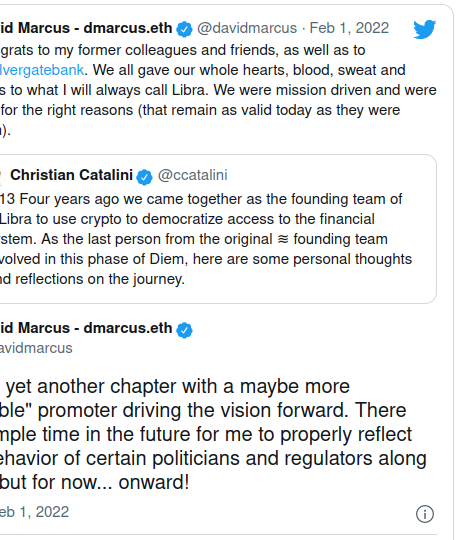 id Marcus - dmarcus.eth @davidmarcus · Feb 1, 2022
grats to my former colleagues and friends, as well as to
lvergatebank. We all gave our whole hearts, blood, sweat and
s to what I will always call Libra. We were mission driven and were
for the right reasons (that remain as valid today as they were
).
Christian Catalini @ccatalini
13 Four years ago we came together as the founding team of
Libra to use crypto to democratize access to the financial
stem. As the last person from the original ≋ founding team
volved in this phase of Diem, here are some personal thoughts
nd reflections on the journey.
id Marcus - dmarcus.eth
avidmarcus
yet another chapter with a maybe more
ble" promoter driving the vision forward. There
mple time in the future for me to properly reflect
ehavior of certain politicians and regulators along
but for now... onward!
eb 1, 2022